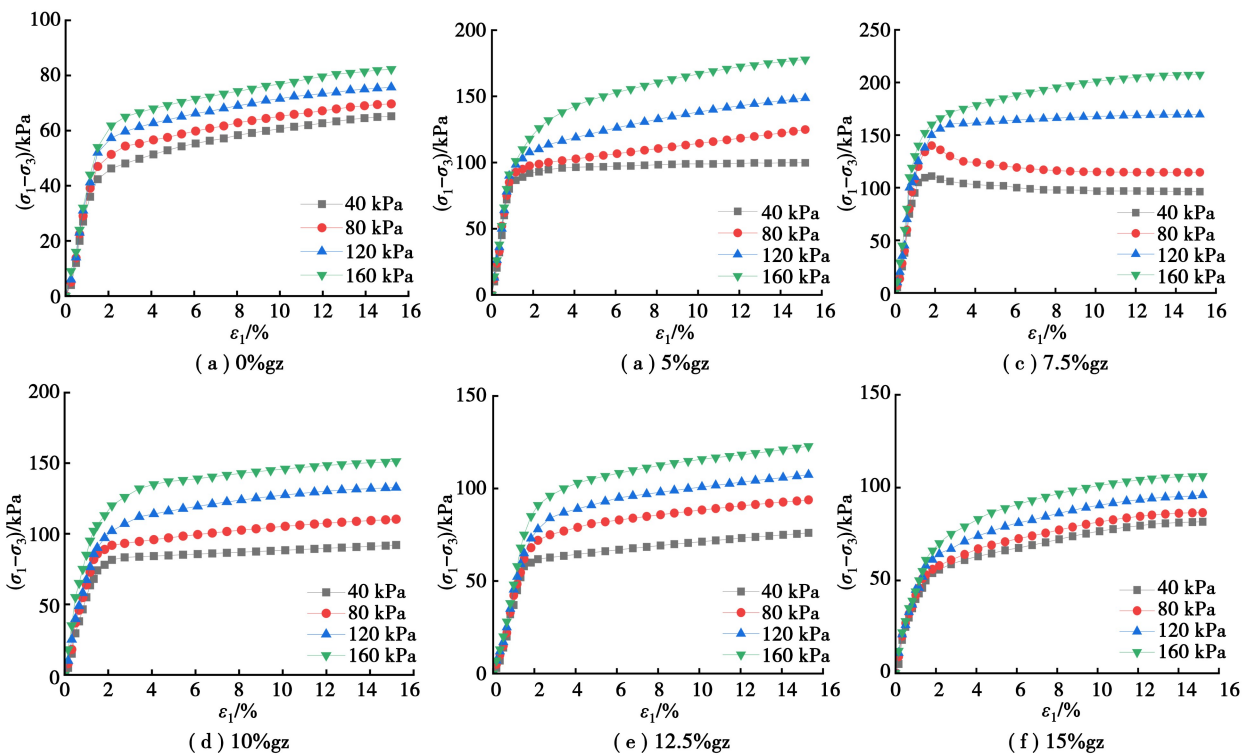 100
80
60
40
20
0
(σ₁−σ₃)/kPa
40 kPa
80 kPa
120 kPa
160 kPa
0 2 4 6 8 10 12 14 16
ε₁/%
( a ) 0%gz
200
150
100
50
0
(σ₁−σ₃)/kPa
40 kPa
80 kPa
120 kPa
160 kPa
0 2 4 6 8 10 12 14 16
ε₁/%
( a ) 5%gz
250
200
150
100
50
0
(σ₁−σ₃)/kPa
40 kPa
80 kPa
120 kPa
160 kPa
0 2 4 6 8 10 12 14 16
ε₁/%
( c ) 7.5%gz
200
150
100
50
0
(σ₁−σ₃)/kPa
40 kPa
80 kPa
120 kPa
160 kPa
0 2 4 6 8 10 12 14 16
ε₁/%
( d ) 10%gz
150
100
50
0
(σ₁−σ₃)/kPa
40 kPa
80 kPa
120 kPa
160 kPa
0 2 4 6 8 10 12 14 16
ε₁/%
( e ) 12.5%gz
150
100
50
0
(σ₁−σ₃)/kPa
40 kPa
80 kPa
120 kPa
160 kPa
0 2 4 6 8 10 12 14 16
ε₁/%
( f ) 15%gz